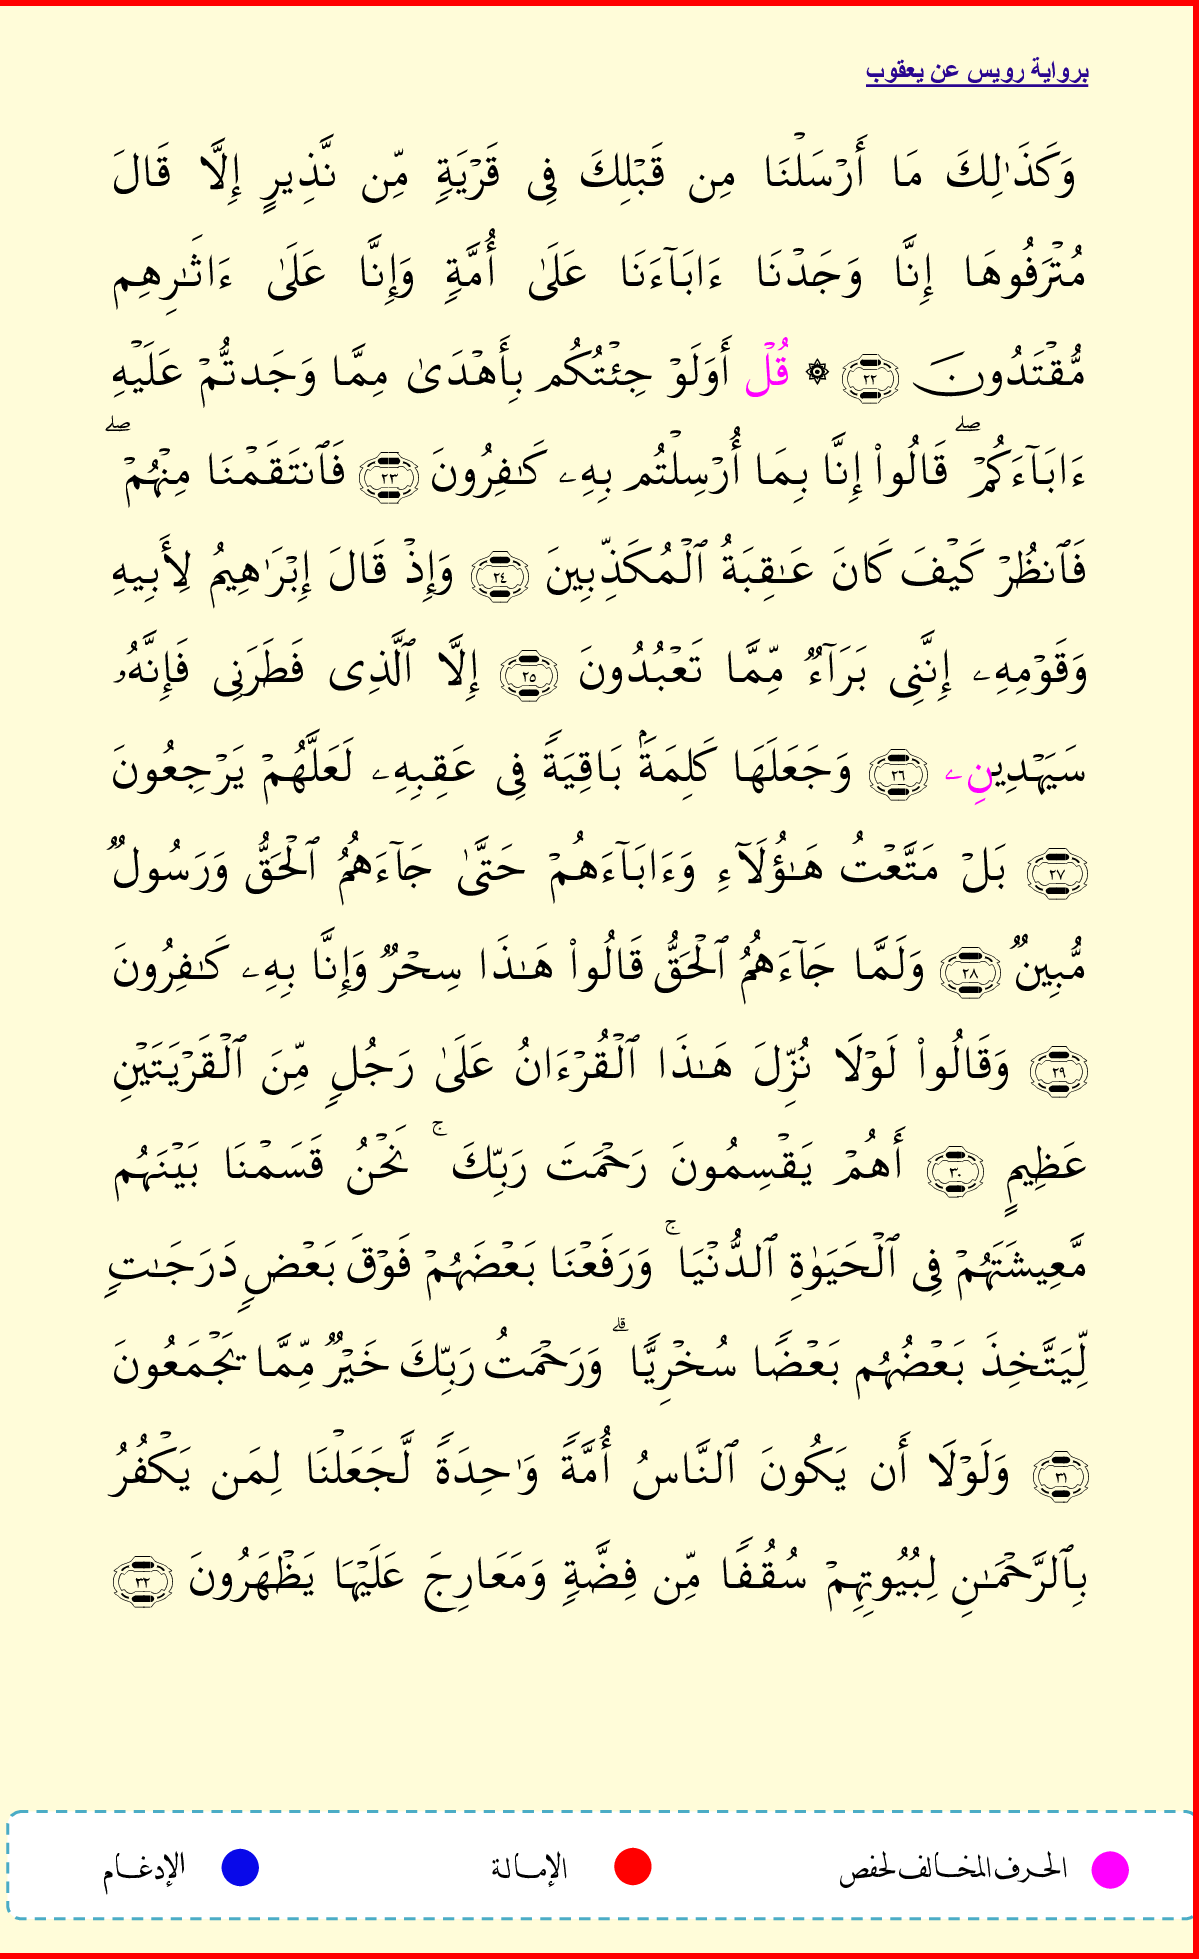 برواية رويس عن يعقوب
وَكَذَٰلِكَ مَا أَرۡسَلۡنَا مِن قَبۡلِكَ فِى قَرۡيَةٖ مِّن نَّذِيرٍ إِلَّا قَالَ
مُتۡرَفُوهَا إِنَّا وَجَدۡنَا ءَابَآءَنَا عَلَىٰ أُمَّةٖ وَإِنَّا عَلَىٰ ءَاثَٰرِهِم
مُّقۡتَدُونَ ٢٢ ۞ قُلۡ أَوَلَوۡ جِئۡتُكُم بِأَهۡدَىٰ مِمَّا وَجَدتُّمۡ عَلَيۡهِ
ءَابَآءَكُمۡۖ قَالُواْ إِنَّا بِمَا أُرۡسِلۡتُم بِهِۦ كَٰفِرُونَ ٢٣ فَٱنتَقَمۡنَا مِنۡهُمۡۖ
فَٱنظُرۡ كَيۡفَ كَانَ عَٰقِبَةُ ٱلۡمُكَذِّبِينَ ٢٤ وَإِذۡ قَالَ إِبۡرَٰهِيمُ لِأَبِيهِ
وَقَوۡمِهِۦ إِنَّنِى بَرَآءٞ مِّمَّا تَعۡبُدُونَ ٢٥ إِلَّا ٱلَّذِى فَطَرَنِى فَإِنَّهُۥ
سَيَهۡدِينِۦ ٢٦ وَجَعَلَهَا كَلِمَةَۢ بَاقِيَةٗ فِى عَقِبِهِۦ لَعَلَّهُمۡ يَرۡجِعُونَ
٢٧ بَلۡ مَتَّعۡتُ هَٰؤُلَآءِ وَءَابَآءَهُمۡ حَتَّىٰ جَآءَهُمُ ٱلۡحَقُّ وَرَسُولٞ
مُّبِينٞ ٢٨ وَلَمَّا جَآءَهُمُ ٱلۡحَقُّ قَالُواْ هَٰذَا سِحۡرٞ وَإِنَّا بِهِۦ كَٰفِرُونَ
٢٩ وَقَالُواْ لَوۡلَا نُزِّلَ هَٰذَا ٱلۡقُرۡءَانُ عَلَىٰ رَجُلٖ مِّنَ ٱلۡقَرۡيَتَيۡنِ
عَظِيمٍ ٣٠ أَهُمۡ يَقۡسِمُونَ رَحۡمَتَ رَبِّكَۚ نَحۡنُ قَسَمۡنَا بَيۡنَهُم
مَّعِيشَتَهُمۡ فِى ٱلۡحَيَوٰةِ ٱلدُّنۡيَاۚ وَرَفَعۡنَا بَعۡضَهُمۡ فَوۡقَ بَعۡضٖ دَرَجَٰتٖ
لِّيَتَّخِذَ بَعۡضُهُم بَعۡضٗا سُخۡرِيّٗاۗ وَرَحۡمَتُ رَبِّكَ خَيۡرٞ مِّمَّا يَجۡمَعُونَ
٣١ وَلَوۡلَا أَن يَكُونَ ٱلنَّاسُ أُمَّةٗ وَٰحِدَةٗ لَّجَعَلۡنَا لِمَن يَكۡفُرُ
بِٱلرَّحۡمَٰنِ لِبُيُوتِهِمۡ سُقُفٗا مِّن فِضَّةٖ وَمَعَارِجَ عَلَيۡهَا يَظۡهَرُونَ ٣٢
الحرف المخالف لحفص
الإمالة
الإدغام